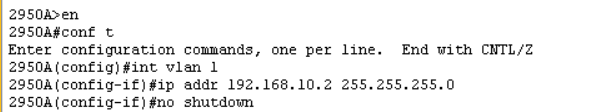 2950A>en
2950A#conf t
Enter configuration commands, one per line.  End with CNTL/Z
2950A(config)#int vlan 1
2950A(config-if)#ip addr 192.168.10.2 255.255.255.0
2950A(config-if)#no shutdown